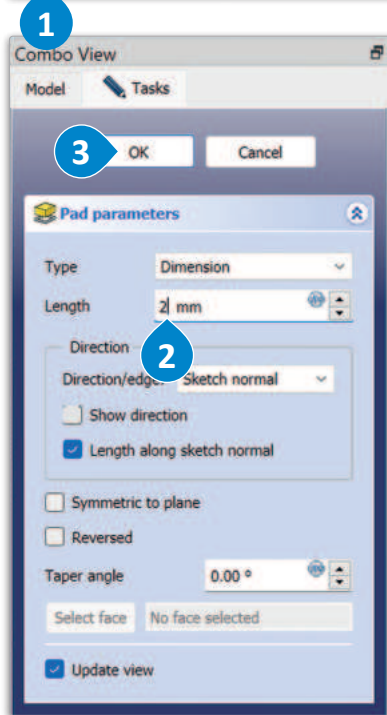 1
Combo View
Model Tasks
3 OK Cancel
Pad parameters
Type Dimension
Length 2 mm
2
Direction
Direction/edge Sketch normal
Show direction
Length along sketch normal
Symmetric to plane
Reversed
Taper angle 0.00 °
Select face No face selected
Update view